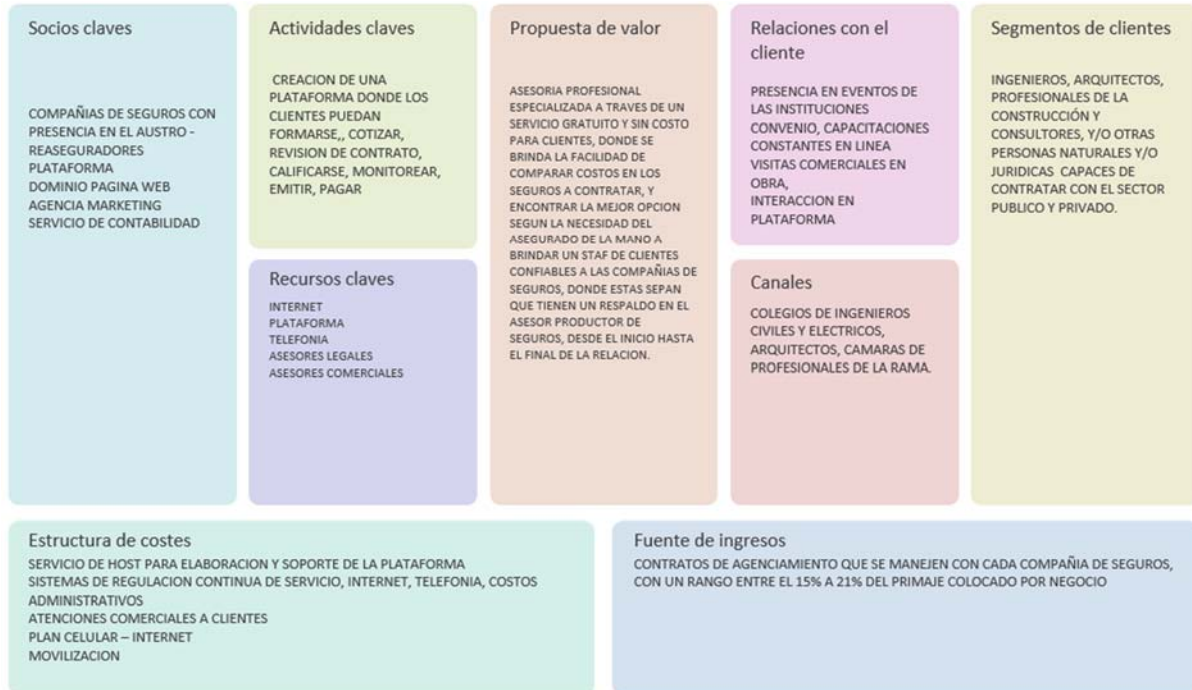 Socios claves
COMPAÑIAS DE SEGUROS CON
PRESENCIA EN EL AUSTRO -
REASEGURADORES
PLATAFORMA
DOMINIO PAGINA WEB
AGENCIA MARKETING
SERVICIO DE CONTABILIDAD
Actividades claves
CREACION DE UNA
PLATAFORMA DONDE LOS
CLIENTES PUEDAN
FORMARSE,, COTIZAR,
REVISION DE CONTRATO,
CALIFICARSE, MONITOREAR,
EMITIR, PAGAR
Recursos claves
INTERNET
PLATAFORMA
TELEFONIA
ASESORES LEGALES
ASESORES COMERCIALES
Propuesta de valor
ASESORIA PROFESIONAL
ESPECIALIZADA A TRAVES DE UN
SERVICIO GRATUITO Y SIN COSTO
PARA CLIENTES, DONDE SE
BRINDA LA FACILIDAD DE
COMPARAR COSTOS EN LOS
SEGUROS A CONTRATAR, Y
ENCONTRAR LA MEJOR OPCION
SEGUN LA NECESIDAD DEL
ASEGURADO DE LA MANO A
BRINDAR UN STAF DE CLIENTES
CONFIABLES A LAS COMPAÑIAS DE
SEGUROS, DONDE ESTAS SEPAN
QUE TIENEN UN RESPALDO EN EL
ASESOR PRODUCTOR DE
SEGUROS, DESDE EL INICIO HASTA
EL FINAL DE LA RELACION.
Relaciones con el
cliente
PRESENCIA EN EVENTOS DE
LAS INSTITUCIONES
CONVENIO, CAPACITACIONES
CONSTANTES EN LINEA
VISITAS COMERCIALES EN
OBRA,
INTERACCION EN
PLATAFORMA
Canales
COLEGIOS DE INGENIEROS
CIVILES Y ELECTRICOS,
ARQUITECTOS, CAMARAS DE
PROFESIONALES DE LA RAMA.
Segmentos de clientes
INGENIEROS, ARQUITECTOS,
PROFESIONALES DE LA
CONSTRUCCIÓN Y
CONSULTORES, Y/O OTRAS
PERSONAS NATURALES Y/O
JURIDICAS CAPACES DE
CONTRATAR CON EL SECTOR
PUBLICO Y PRIVADO.
Estructura de costes
SERVICIO DE HOST PARA ELABORACION Y SOPORTE DE LA PLATAFORMA
SISTEMAS DE REGULACION CONTINUA DE SERVICIO, INTERNET, TELEFONIA, COSTOS
ADMINISTRATIVOS
ATENCIONES COMERCIALES A CLIENTES
PLAN CELULAR – INTERNET
MOVILIZACION
Fuente de ingresos
CONTRATOS DE AGENCIAMIENTO QUE SE MANEJEN CON CADA COMPAÑIA DE SEGUROS,
CON UN RANGO ENTRE EL 15% A 21% DEL PRIMAJE COLOCADO POR NEGOCIO